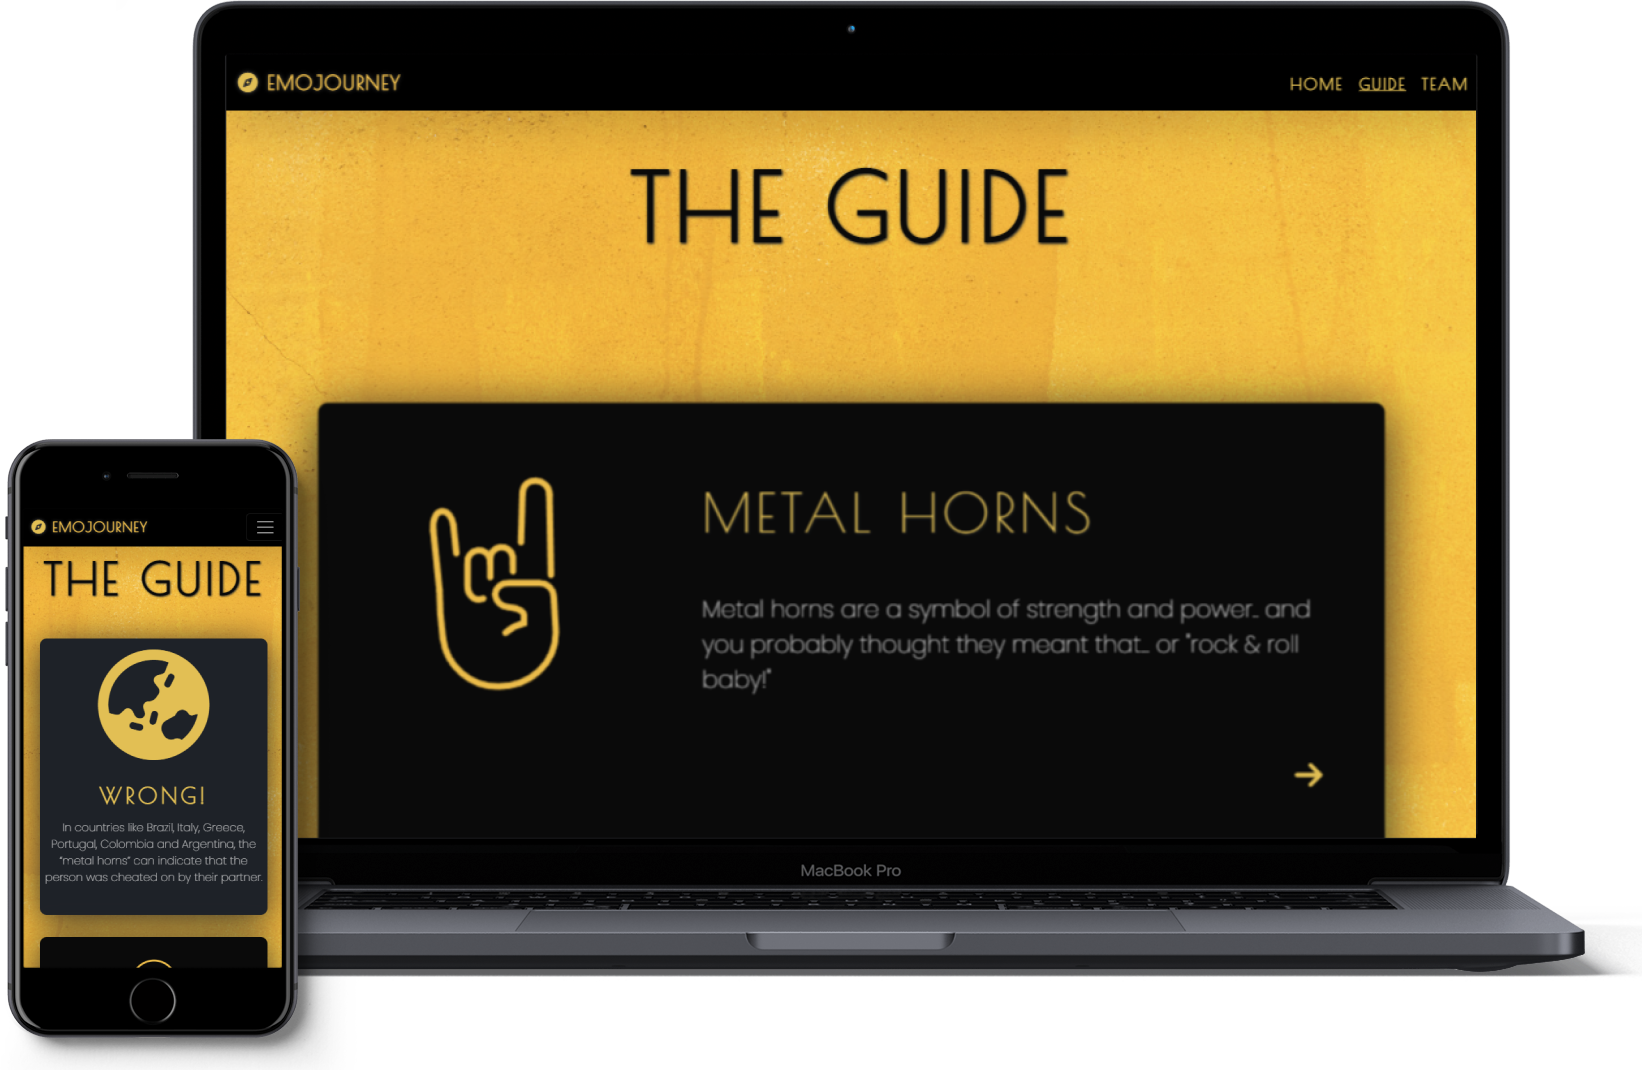 EMOJOURNEY
HOME GUIDE TEAM
THE GUIDE
METAL HORNS
Metal horns are a symbol of strength and power... and
you probably thought they meant that... or "rock & roll
baby!"
MacBook Pro
EMOJOURNEY
THE GUIDE
WRONG!
In countries like Brazil, Italy, Greece,
Portugal, Colombia and Argentina, the
"metal horns" can indicate that the
person was cheated on by their partner.